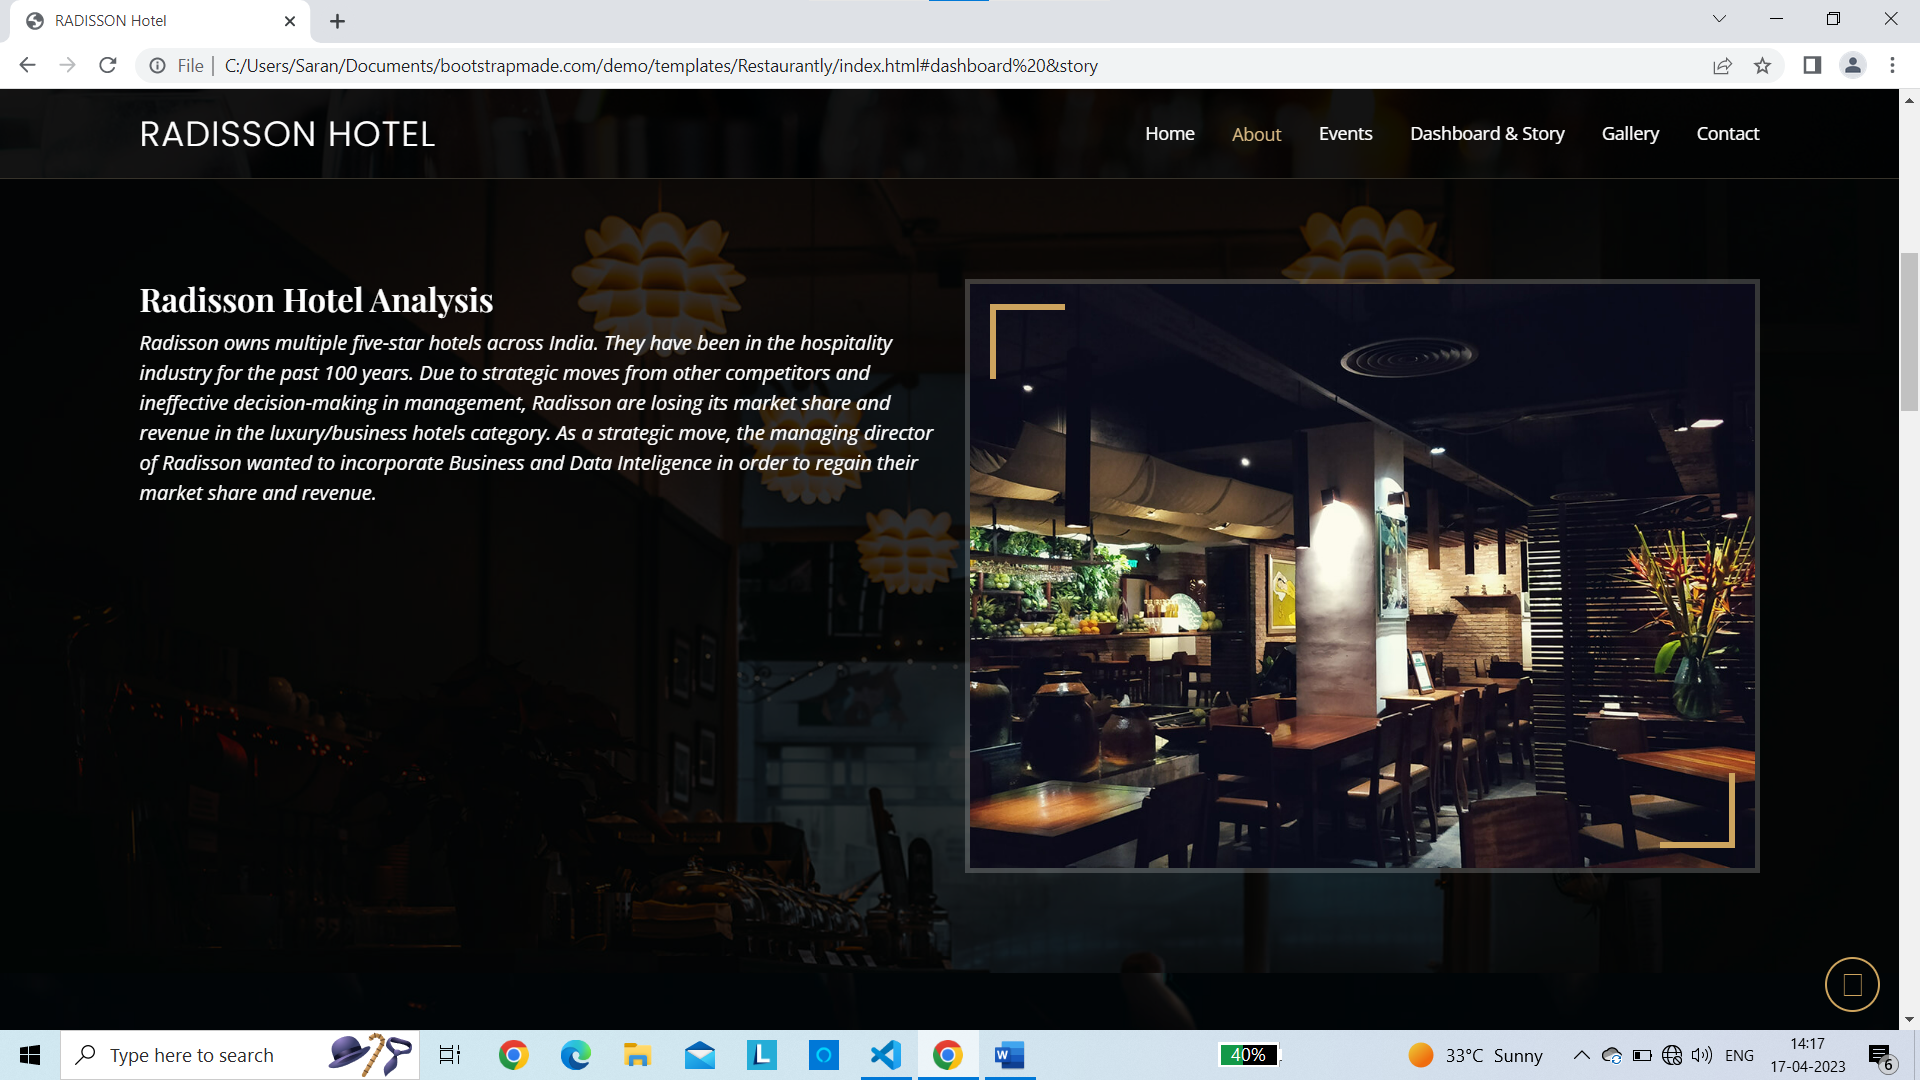 RADISSON Hotel
File
C:/Users/Saran/Documents/bootstrapmade.com/demo/templates/Restaurantly/index.html#dashboard%20&story
RADISSON HOTEL
Home About Events Dashboard & Story Gallery Contact
Radisson Hotel Analysis
Radisson owns multiple five-star hotels across India. They have been in the hospitality
industry for the past 100 years. Due to strategic moves from other competitors and
ineffective decision-making in management, Radisson are losing its market share and
revenue in the luxury/business hotels category. As a strategic move, the managing director
of Radisson wanted to incorporate Business and Data Inteligence in order to regain their
market share and revenue.
Type here to search
L
W
40%
33°C Sunny
ENG
14:17
17-04-2023
6